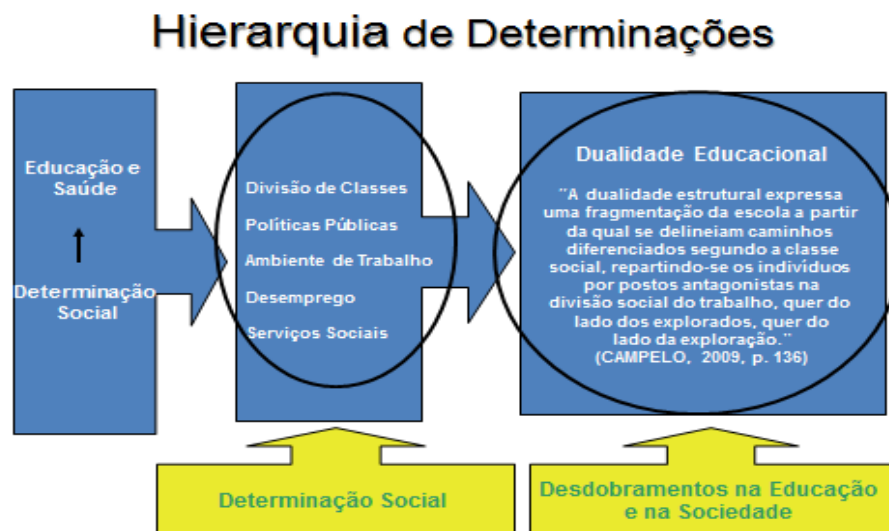 Hierarquia de Determinações
Educação e
Saúde
Determinação
Social
Divisão de Classes
Políticas Públicas
Ambiente de Trabalho
Desemprego
Serviços Sociais
Dualidade Educacional
"A dualidade estrutural expressa
uma fragmentação da escola a partir
da qual se delineiam caminhos
diferenciados segundo a classe
social, repartindo-se os indivíduos
por postos antagonistas na
divisão social do trabalho, quer do
lado dos explorados, quer do
lado da exploração."
(CAMPELO, 2009, p. 136)
Determinação Social
Desdobramentos na Educação
e na Sociedade